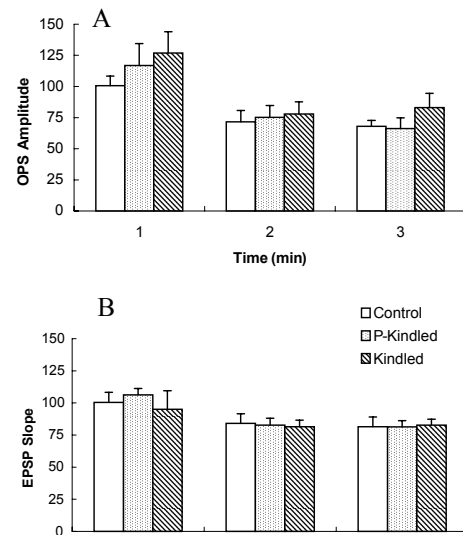 A
150
125
100
75
50
25
0
OPS Amplitude
1 2 3
Time (min)
B
Control
P-Kindled
Kindled
150
125
100
75
50
25
0
EPSP Slope